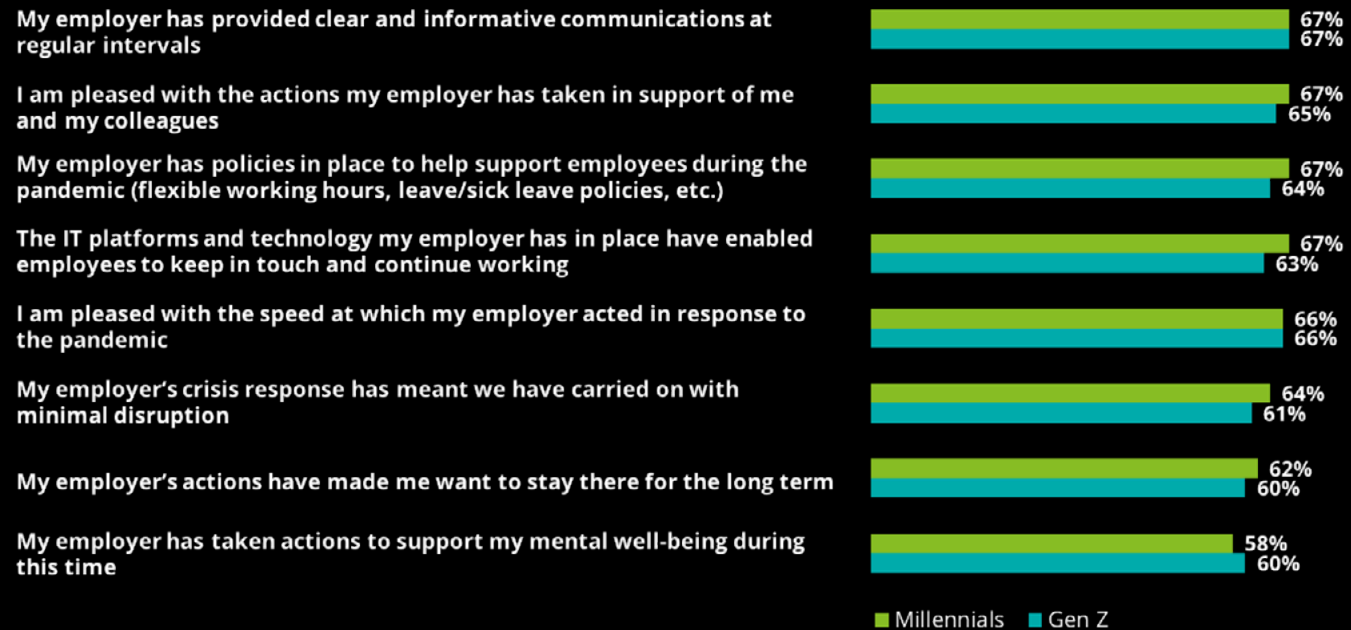 My employer has provided clear and informative communications at
regular intervals
67%
67%
I am pleased with the actions my employer has taken in support of me
and my colleagues
67%
65%
My employer has policies in place to help support employees during the
pandemic (flexible working hours, leave/sick leave policies, etc.)
67%
64%
The IT platforms and technology my employer has in place have enabled
employees to keep in touch and continue working
67%
63%
I am pleased with the speed at which my employer acted in response to
the pandemic
66%
66%
My employer’s crisis response has meant we have carried on with
minimal disruption
64%
61%
My employer’s actions have made me want to stay there for the long term
62%
60%
My employer has taken actions to support my mental well-being during
this time
58%
60%
Millennials Gen Z